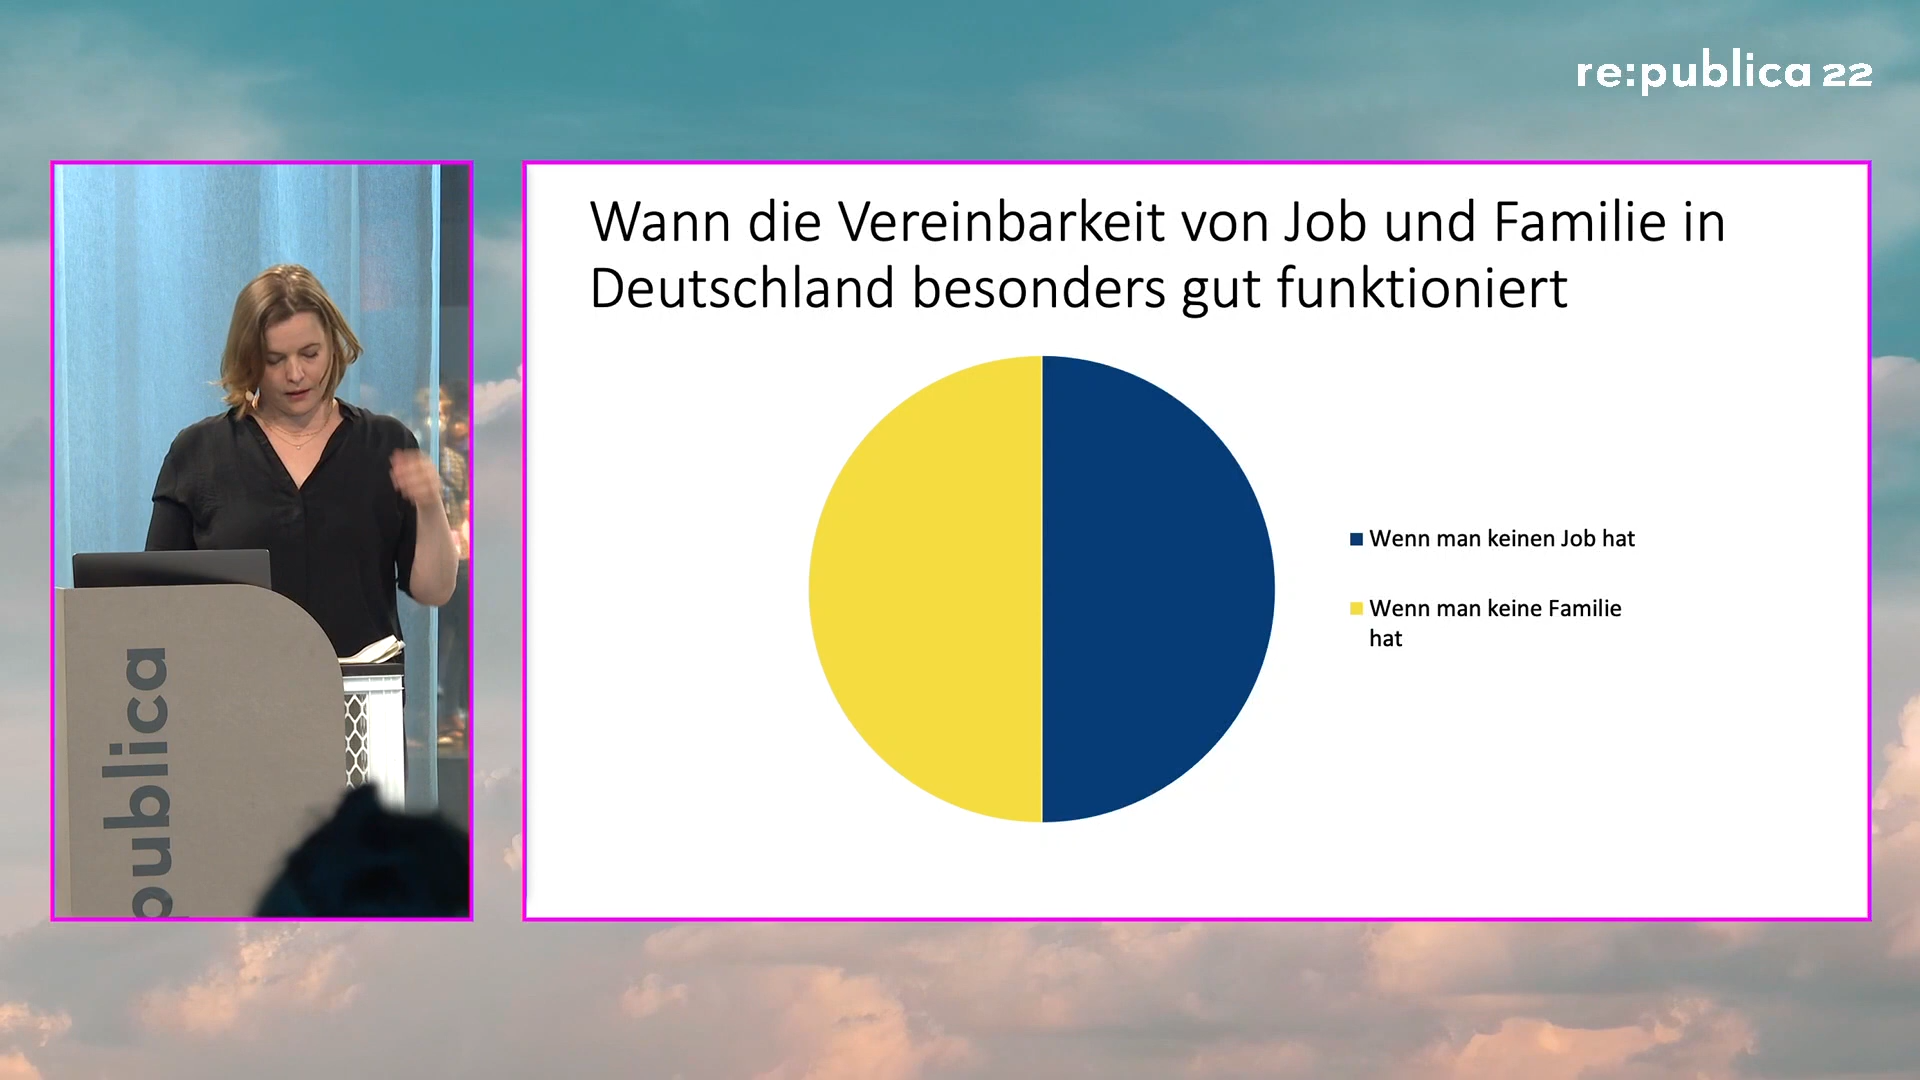 re:publica 22
Wann die Vereinbarkeit von Job und Familie in
Deutschland besonders gut funktioniert
Wenn man keinen Job hat
Wenn man keine Familie
hat
publica